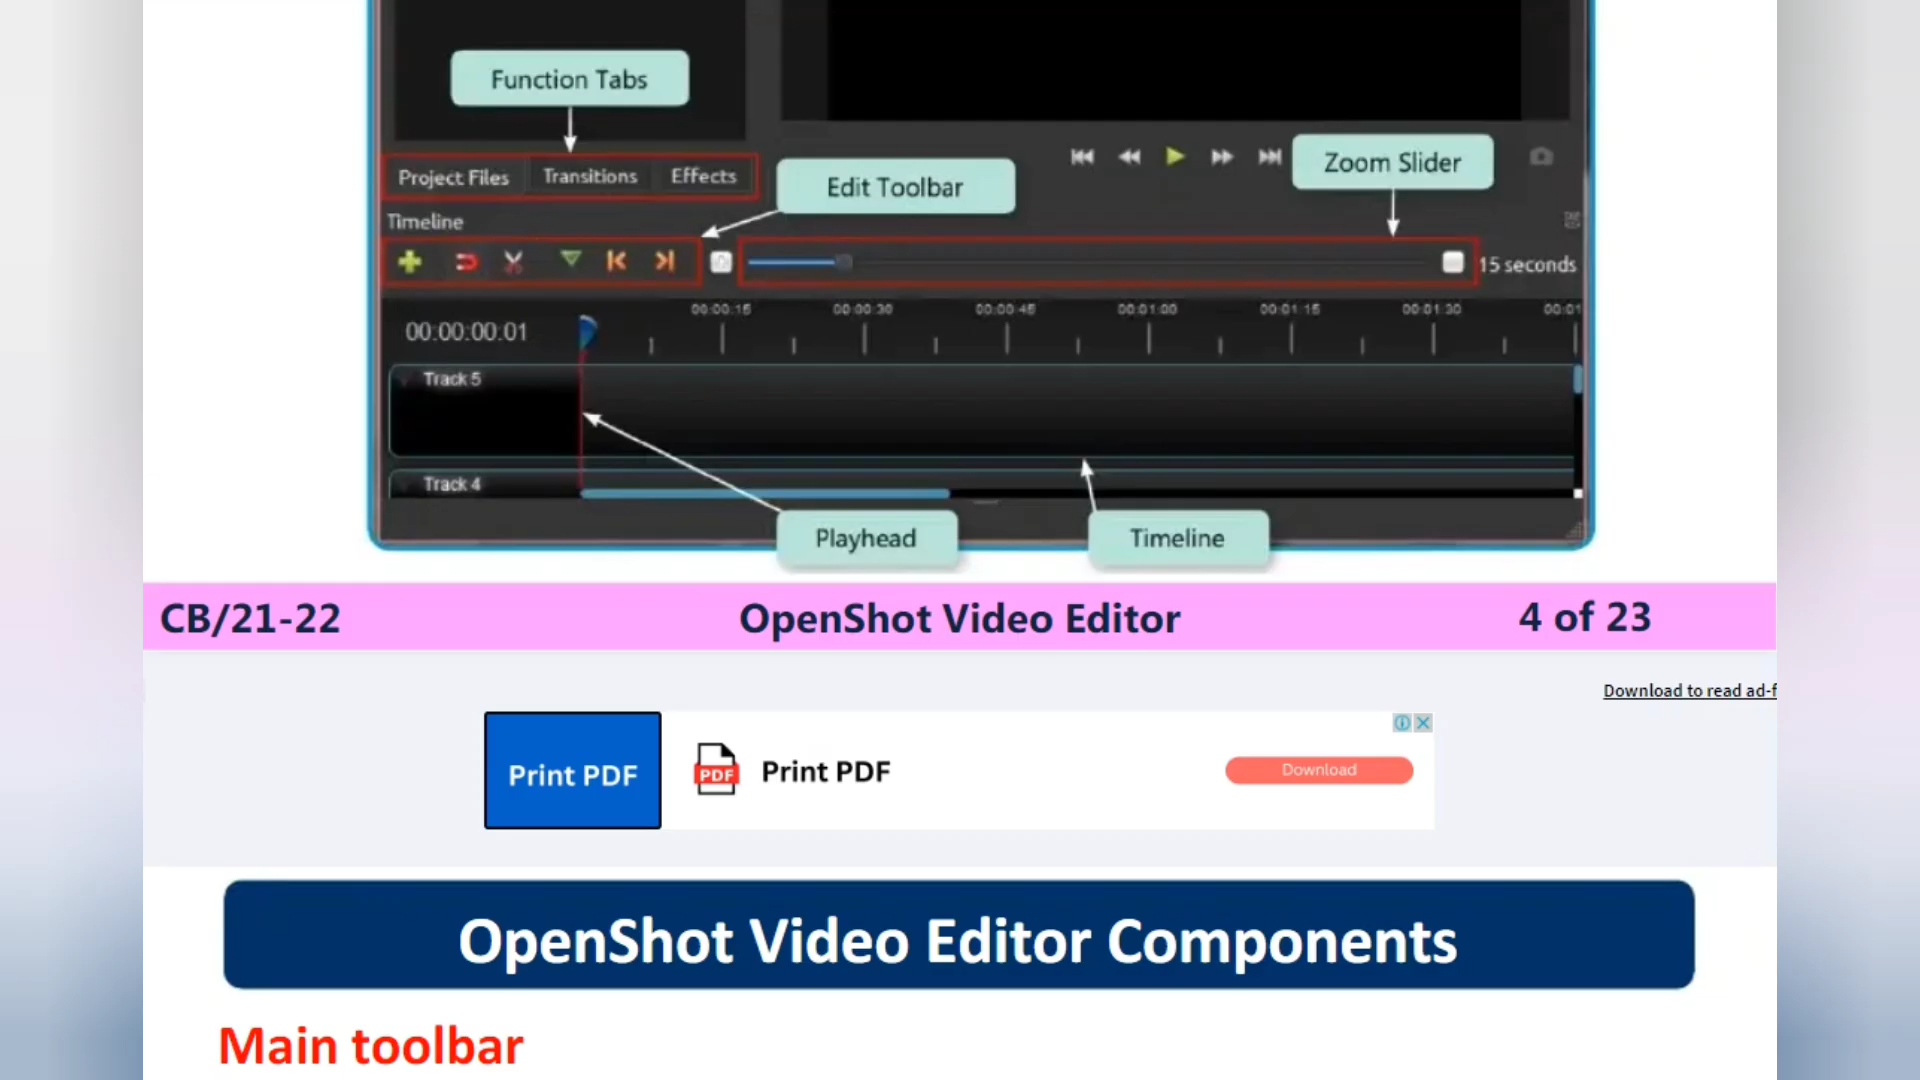 Function Tabs
Zoom Slider
Project Files Transitions Effects
Edit Toolbar
Timeline
15 seconds
00:00:15 00:00:30 00:00:45 00:01:00 00:01:15 00:01:30 00:01
00:00:00:01
Track 5
Track 4
Playhead
Timeline
CB/21-22
OpenShot Video Editor
4 of 23
Download to read ad-f
Print PDF
PDF
Print PDF
Download
OpenShot Video Editor Components
Main toolbar